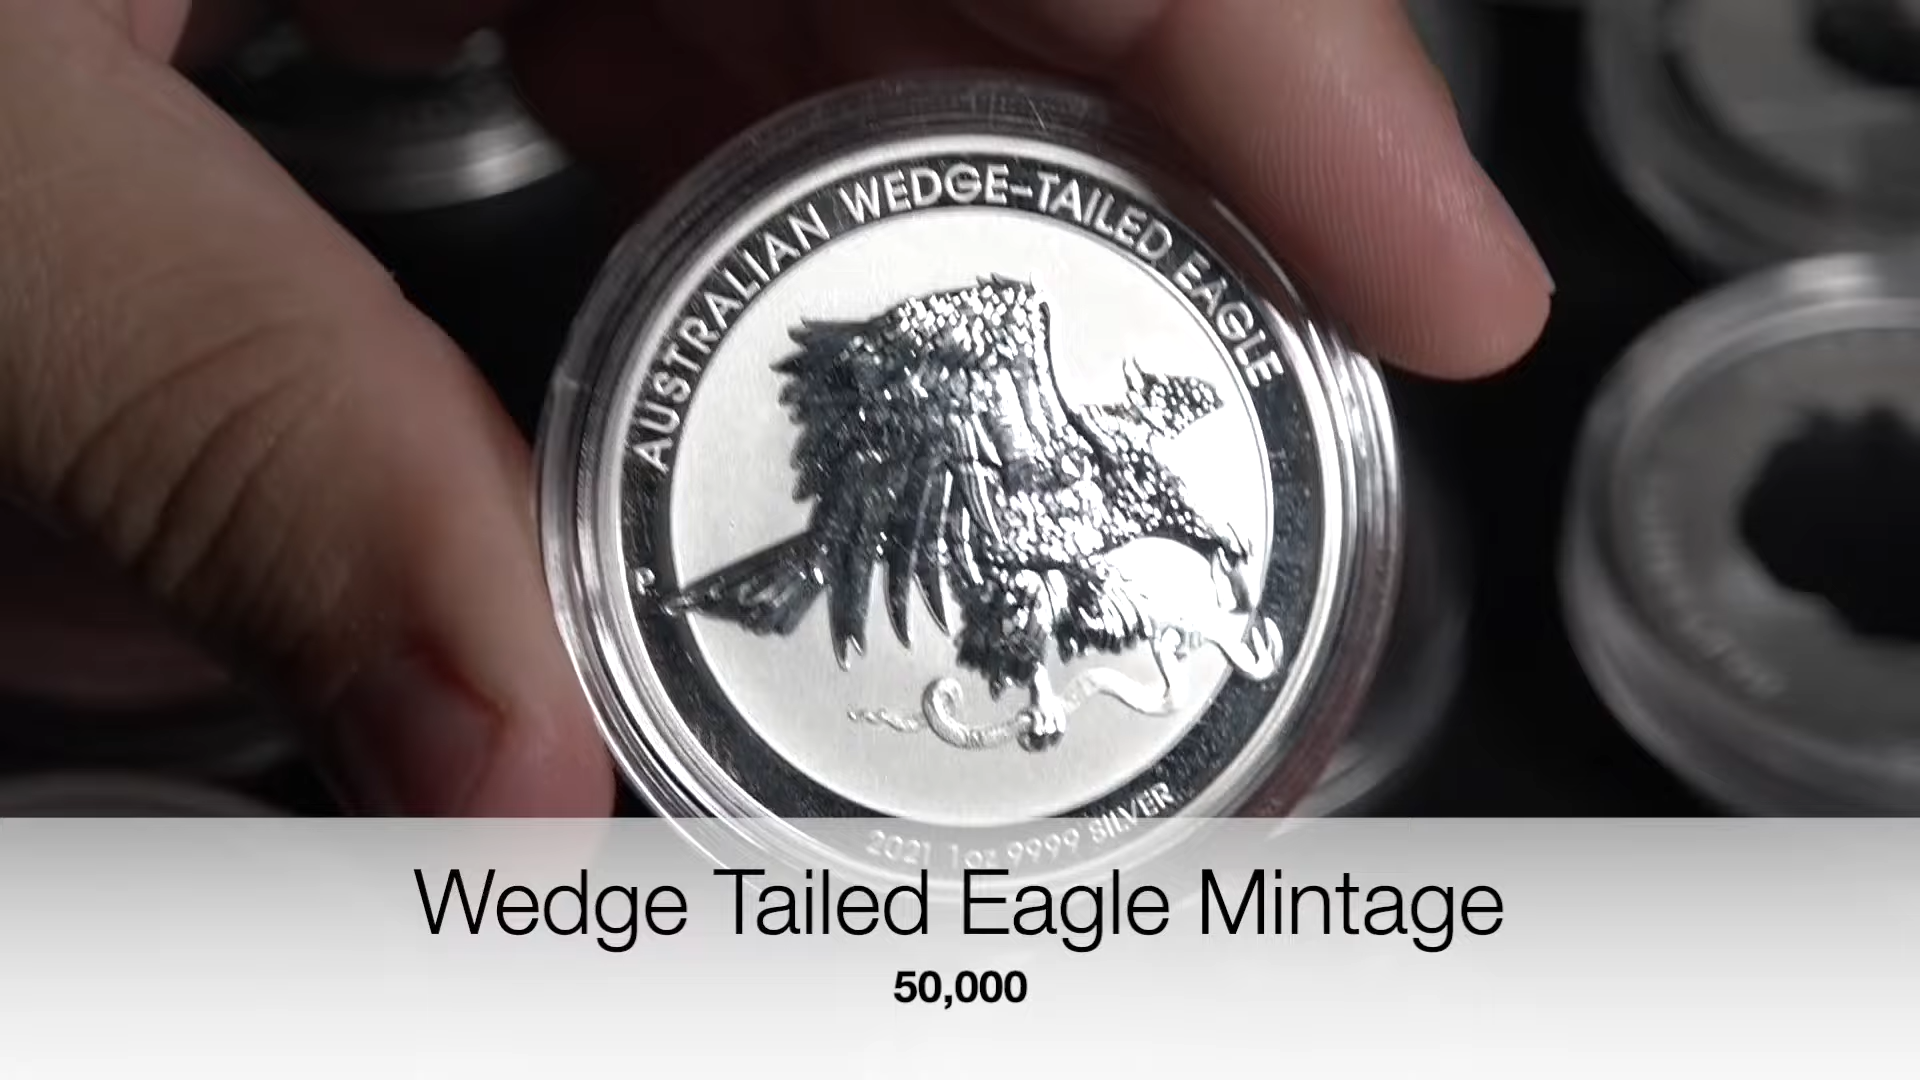 AUSTRALIAN WEDGE-TAILED EAGLE
P
2021 1oz 9999 SILVER
Wedge Tailed Eagle Mintage
50,000